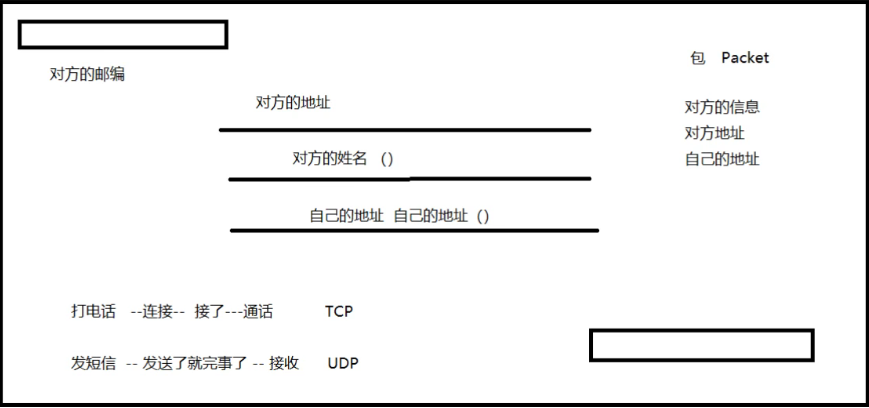 对方的邮编
对方的地址
对方的姓名 ()
自己的地址 自己的地址 ()
包 Packet
对方的信息
对方地址
自己的地址
打电话 --连接-- 接了---通话 TCP
发短信 -- 发送了就完事了 -- 接收 UDP